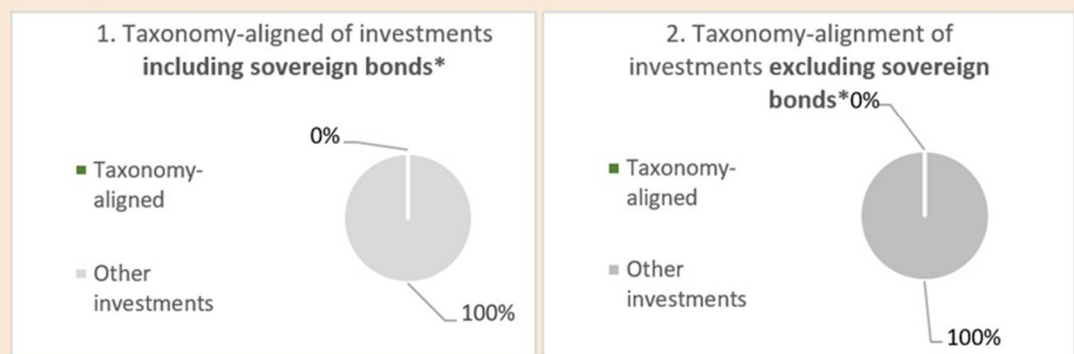 1. Taxonomy-aligned of investments
including sovereign bonds*
0%
Taxonomy-
aligned
Other
investments
100%
2. Taxonomy-alignment of
investments excluding sovereign
bonds*0%
Taxonomy-
aligned
Other
investments
100%